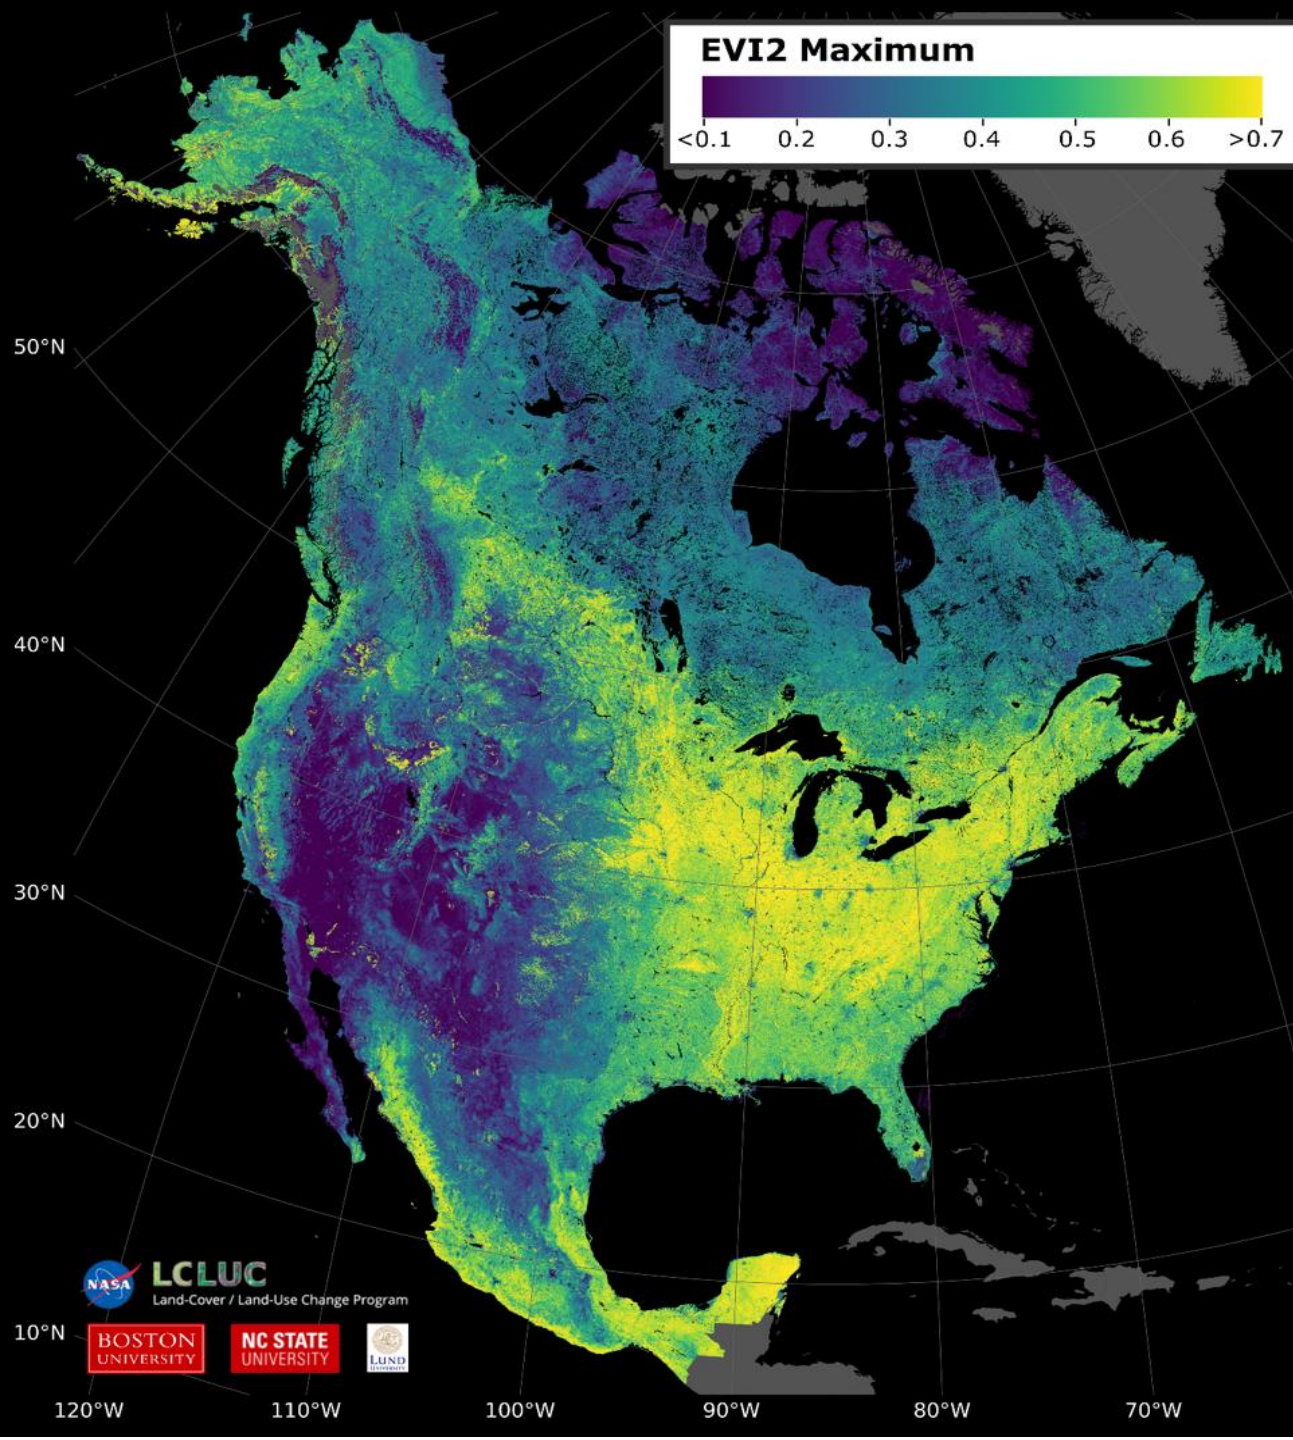 EVI2 Maximum
<0.1 0.2 0.3 0.4 0.5 0.6 >0.7
50°N
40°N
30°N
20°N
10°N
NASA
LCLUC
Land-Cover / Land-Use Change Program
BOSTON
UNIVERSITY
NC STATE
UNIVERSITY
LUND
UNIVERSITY
120°W 110°W 100°W 90°W 80°W 70°W